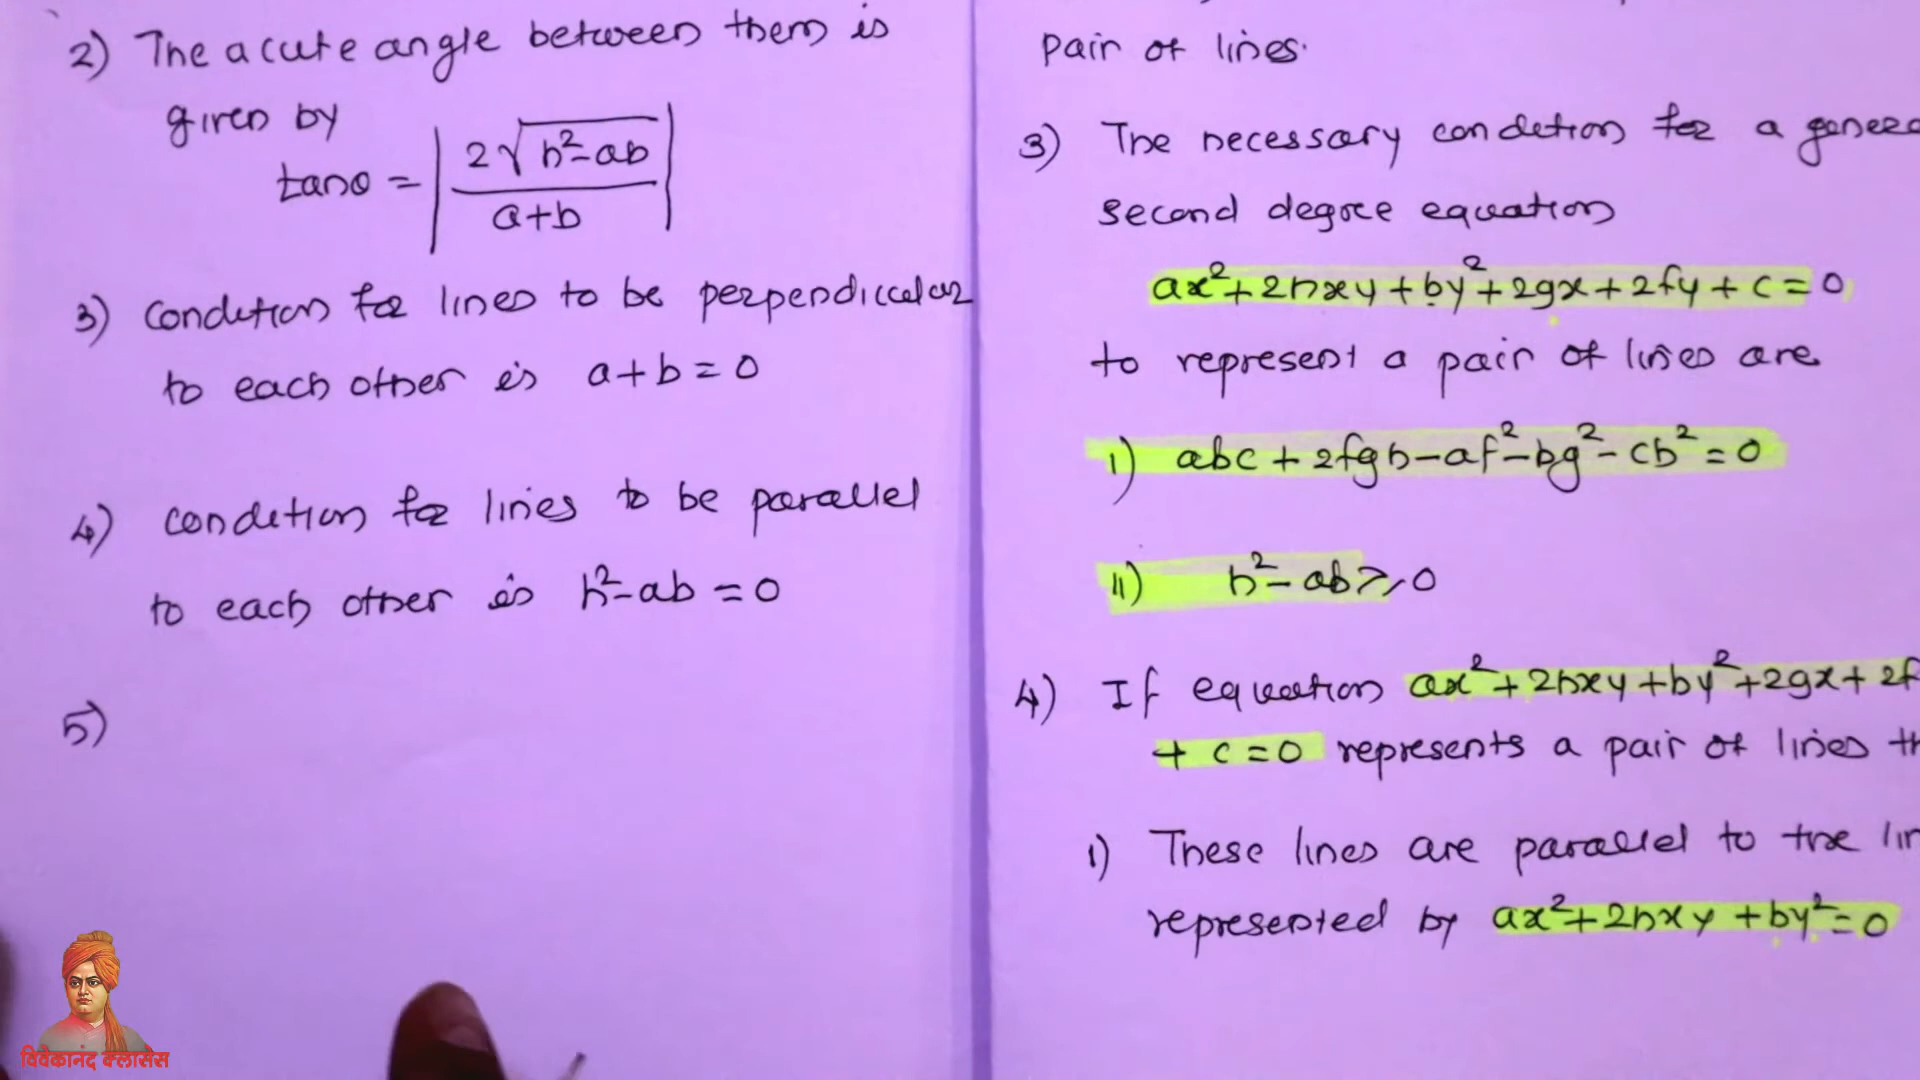 2) The acute angle between them is
given by
tanθ = | 2√h²-ab / a+b |
3) condition for lines to be perpendicular
to each other is a+b=0
4) condition for lines to be parallel
to each other is h²-ab=0
5)
pair of lines.
3) The necessary condition for a
second degree equation
ax²+2hxy+by²+2gx+2fy+c=0
to represent a pair of lines are
i) abc+2fgh-af²-bg²-ch²=0
ii) h²-ab≥0
4) If equation ax²+2hxy+by²+2gx+2f
+c=0 represents a pair of lines th
i) These lines are parallel to the
represented by ax²+2hxy+by²=0
विवेकानंद क्लासेस